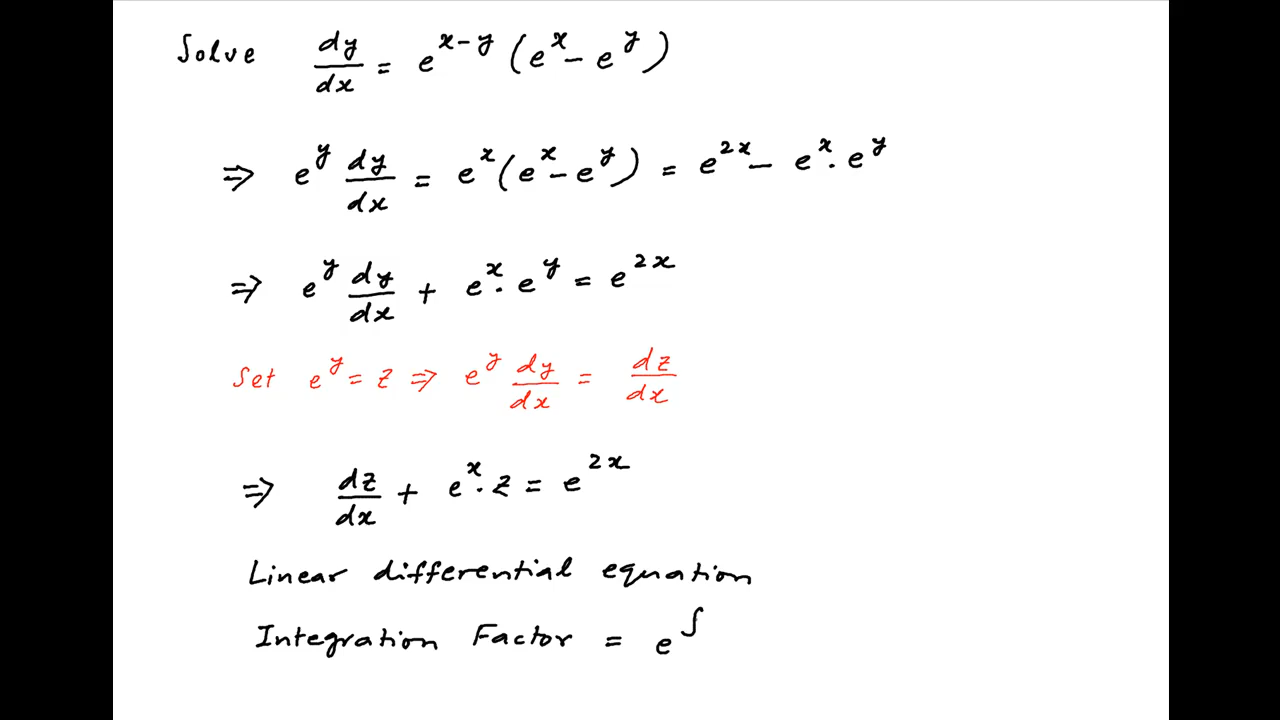 Solve dy/dx = e^{x-y} (e^x - e^y)
⇒ e^y dy/dx = e^x (e^x - e^y) = e^{2x} - e^x · e^y
⇒ e^y dy/dx + e^x · e^y = e^{2x}
Set e^y = z ⇒ e^y dy/dx = dz/dx
⇒ dz/dx + e^x · z = e^{2x}
Linear differential equation
Integration Factor = e^∫